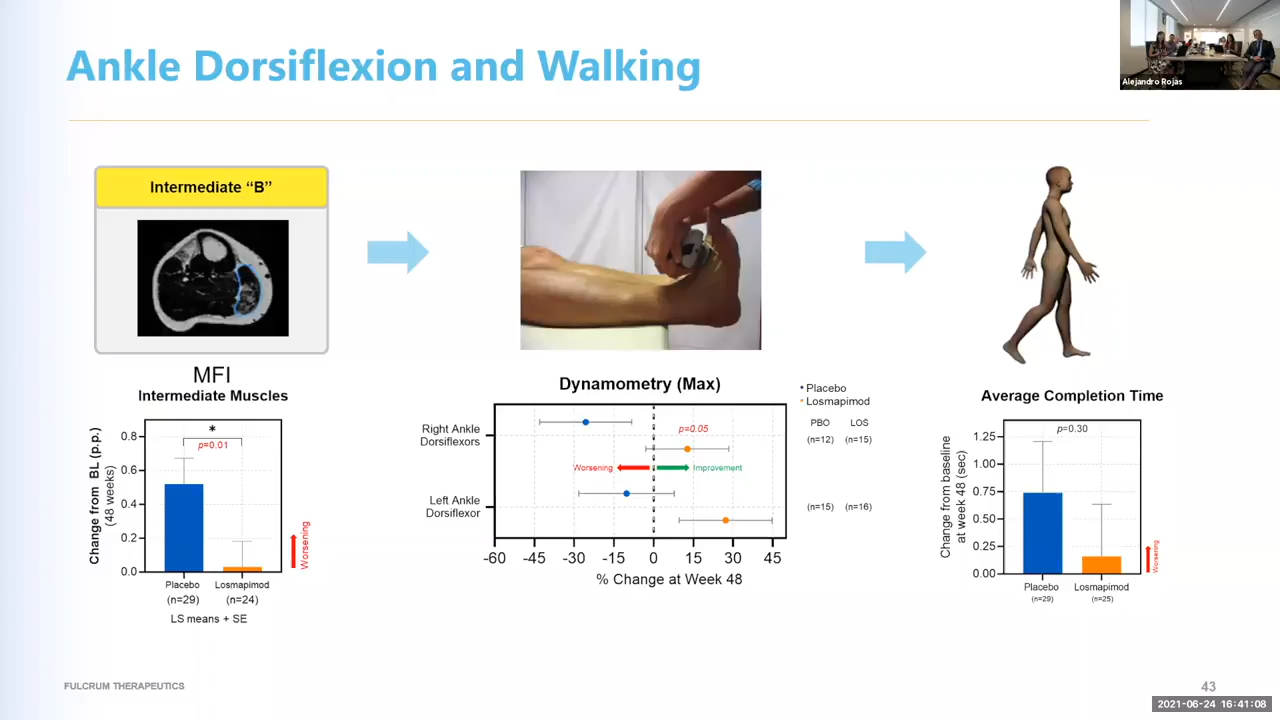 Ankle Dorsiflexion and Walking
Alejandro Rojas
Intermediate “B”
MFI
Intermediate Muscles
Change from BL (p.p.)
(48 weeks)
0.8
0.6
0.4
0.2
0.0
*
p=0.01
Worsening
Placebo
(n=29)
Losmapimod
(n=24)
LS means + SE
Dynamometry (Max)
Placebo
Losmapimod
PBO LOS
(n=12) (n=15)
(n=15) (n=16)
Right Ankle
Dorsiflexors
Left Ankle
Dorsiflexor
p=0.05
Worsening
Improvement
-60 -45 -30 -15 0 15 30 45
% Change at Week 48
Average Completion Time
p=0.30
Change from baseline
at week 48 (sec)
1.25
1.00
0.75
0.50
0.25
0.00
Worsening
Placebo
(n=29)
Losmapimod
(n=25)
FULCRUM THERAPEUTICS
43
2021-06-24 16:41:08